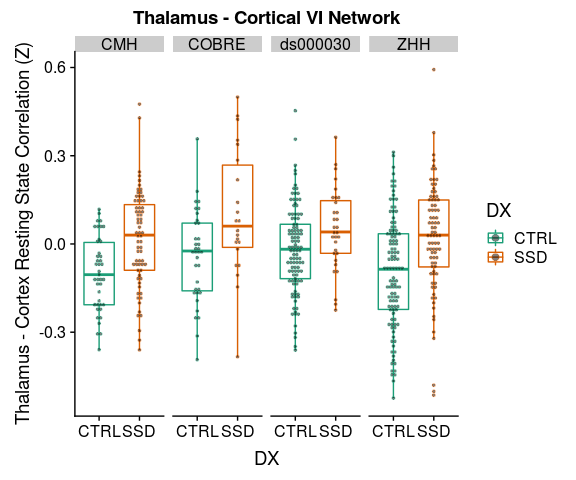 Thalamus - Cortical VI Network
CMH COBRE ds000030 ZHH
Thalamus - Cortex Resting State Correlation (Z)
0.6
0.3
0.0
-0.3
CTRL SSD CTRL SSD CTRL SSD CTRL SSD
DX
DX
CTRL
SSD